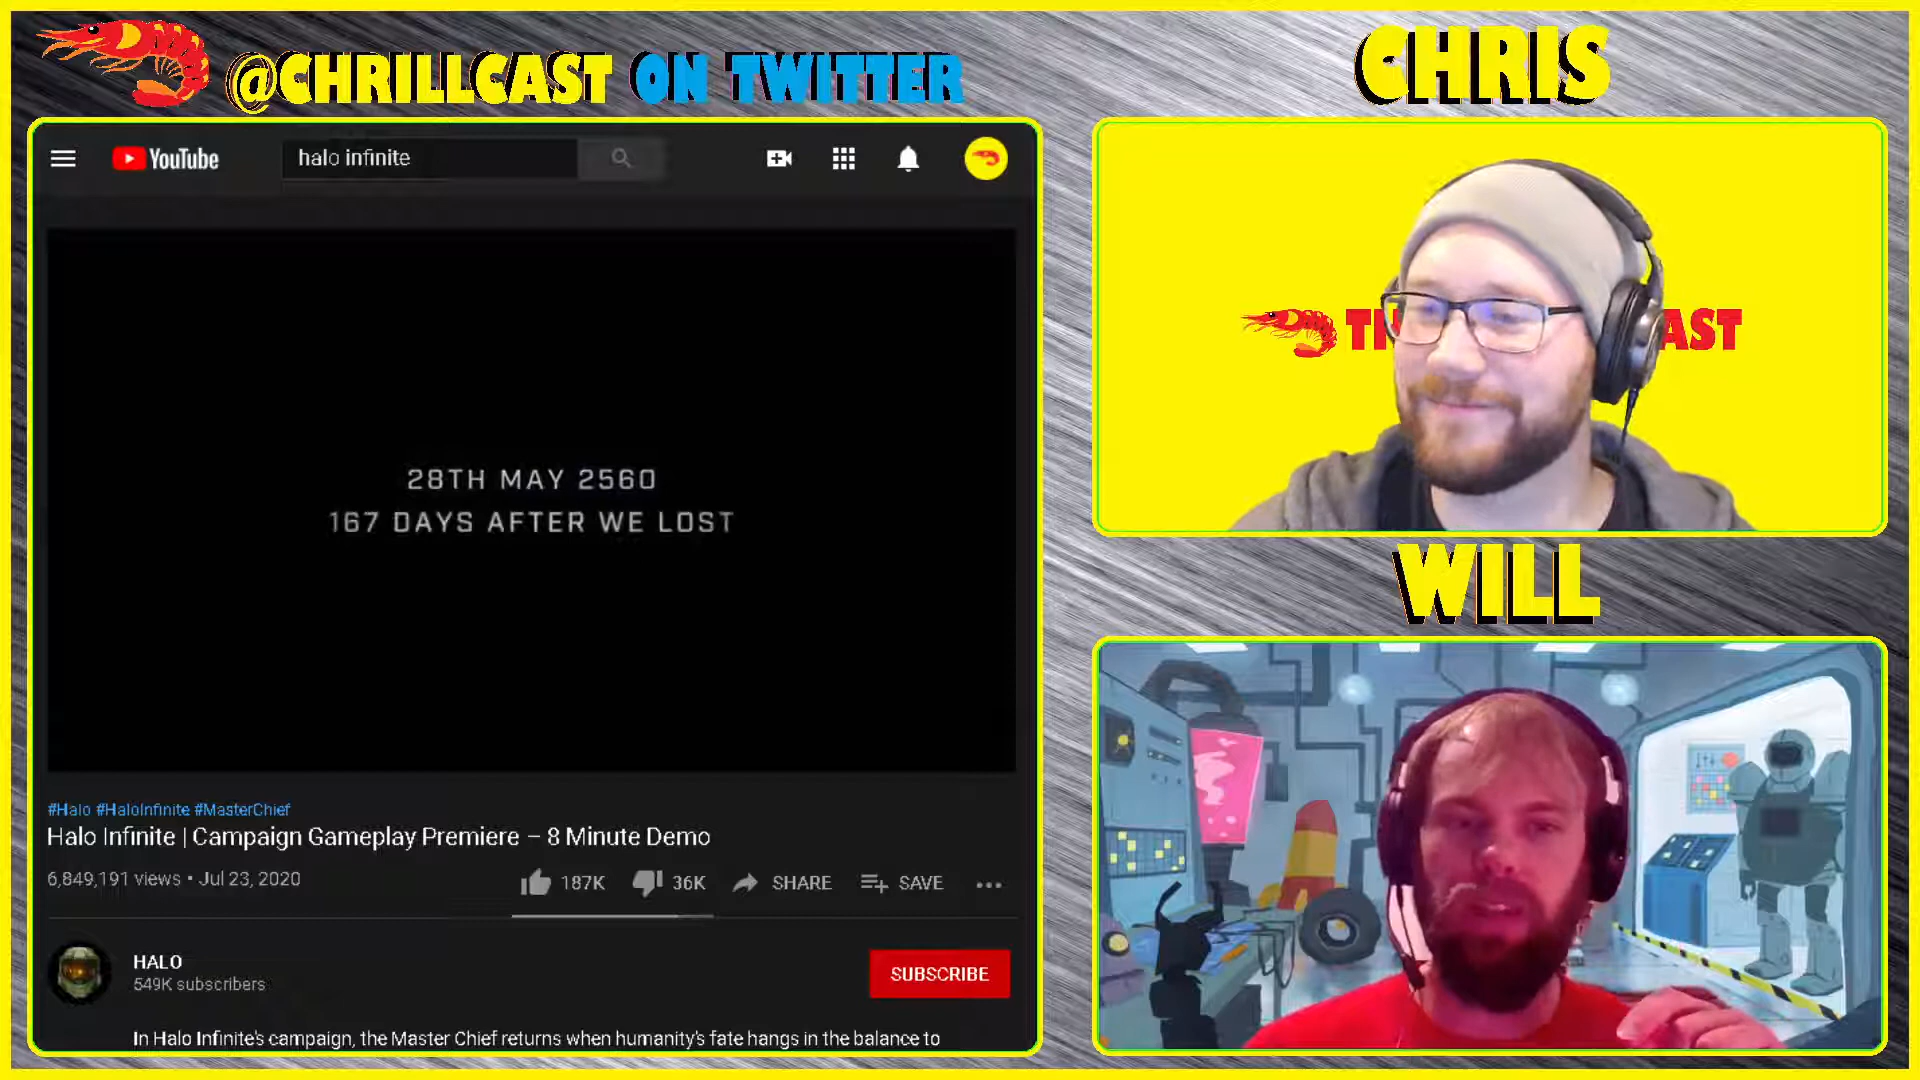 @CHRILLCAST ON TWITTER
CHRIS
YouTube
halo infinite
28TH MAY 2560
167 DAYS AFTER WE LOST
#Halo #HaloInfinite #MasterChief
Halo Infinite | Campaign Gameplay Premiere – 8 Minute Demo
6,849,191 views • Jul 23, 2020
187K 36K SHARE SAVE
HALO
549K subscribers
SUBSCRIBE
In Halo Infinite's campaign, the Master Chief returns when humanity's fate hangs in the balance to
TH AST
WILL